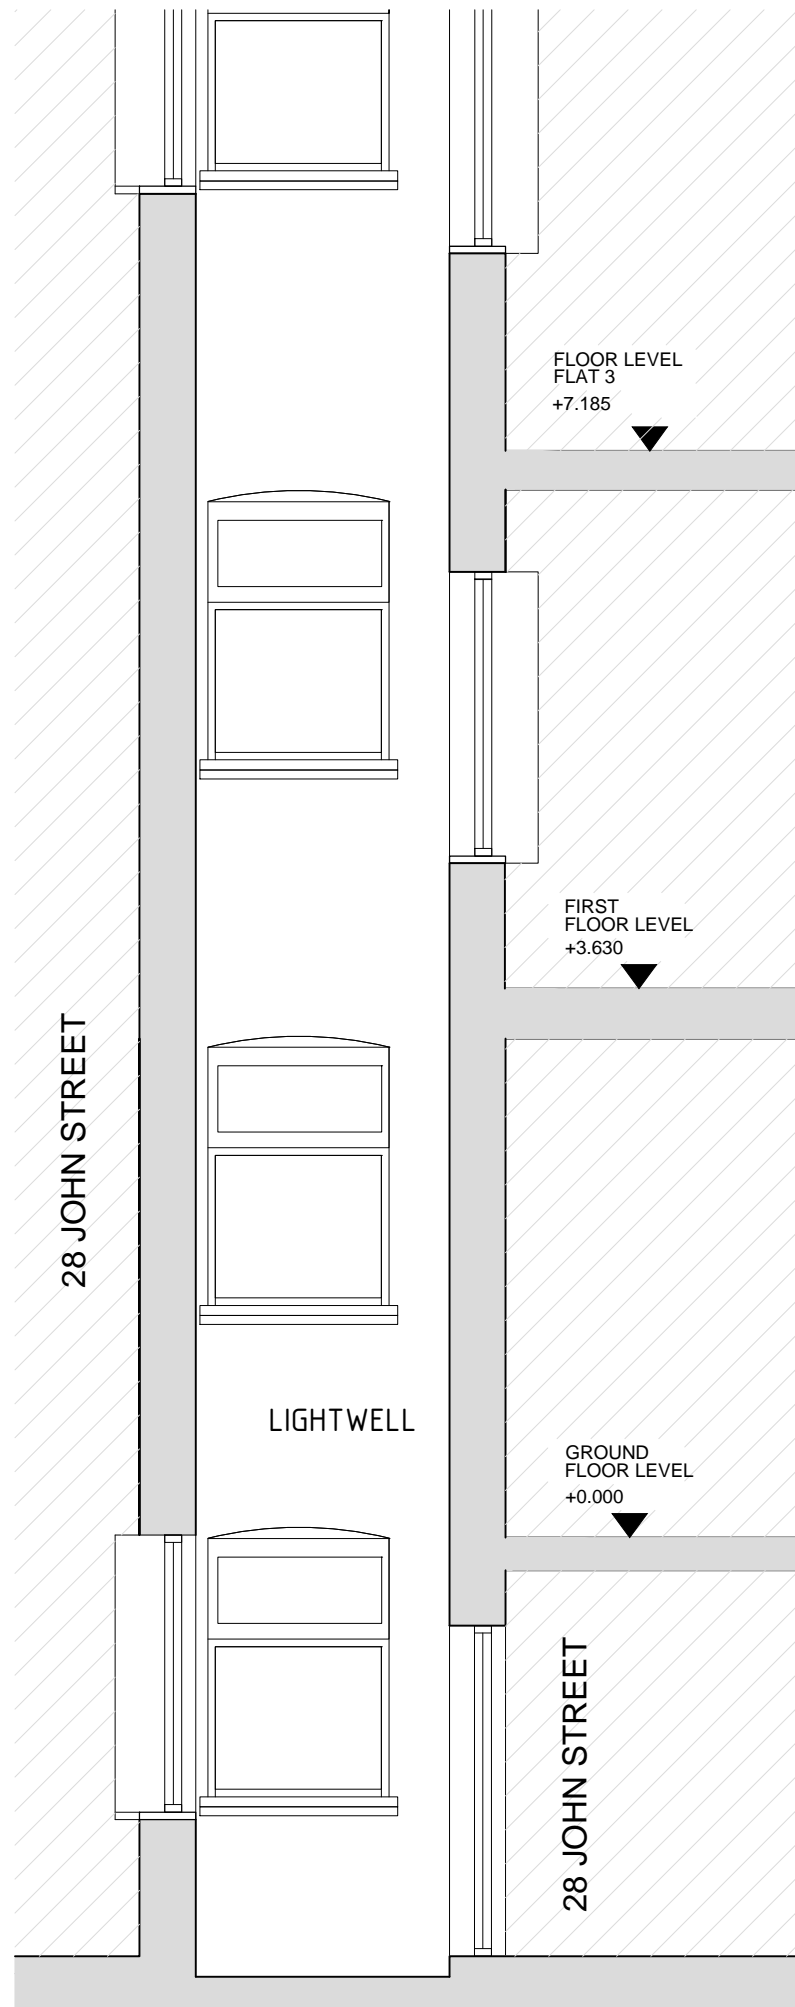 FLOOR LEVEL
FLAT 3
+7.185
FIRST
FLOOR LEVEL
+3.630
28 JOHN STREET
LIGHTWELL
GROUND
FLOOR LEVEL
+0.000
28 JOHN STREET